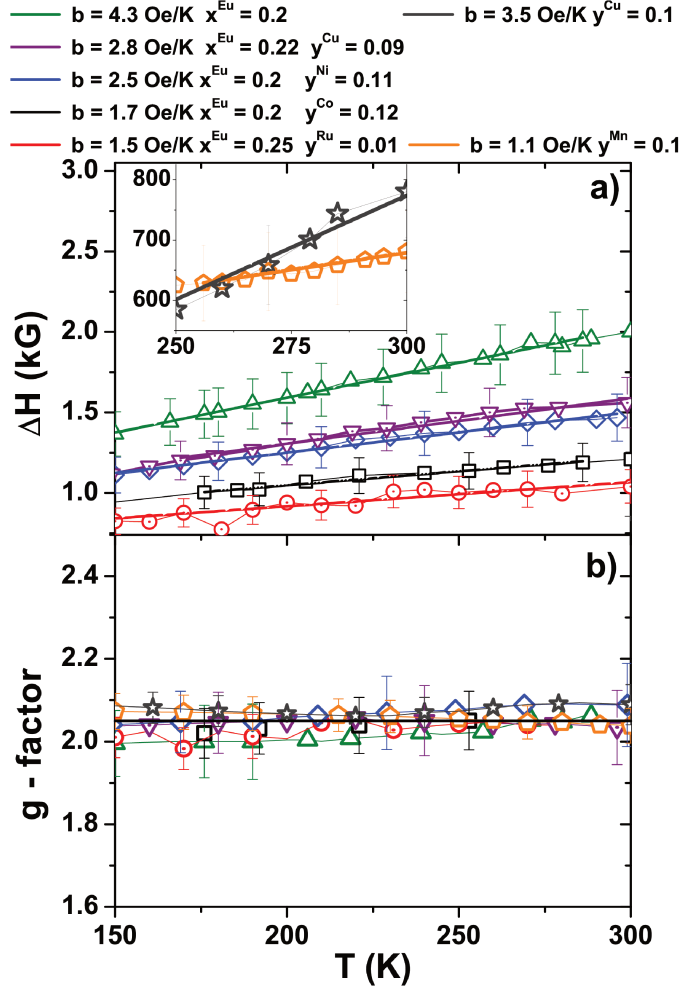 b = 4.3 Oe/K x^Eu = 0.2 b = 3.5 Oe/K y^Cu = 0.1
b = 2.8 Oe/K x^Eu = 0.22 y^Cu = 0.09
b = 2.5 Oe/K x^Eu = 0.2 y^Ni = 0.11
b = 1.7 Oe/K x^Eu = 0.2 y^Co = 0.12
b = 1.5 Oe/K x^Eu = 0.25 y^Ru = 0.01 b = 1.1 Oe/K y^Mn = 0.1
3.0
2.5
2.0
1.5
1.0
ΔH (kG)
a)
800
700
600
250 275 300
b)
2.4
2.2
2.0
1.8
1.6
g - factor
150 200 250 300
T (K)